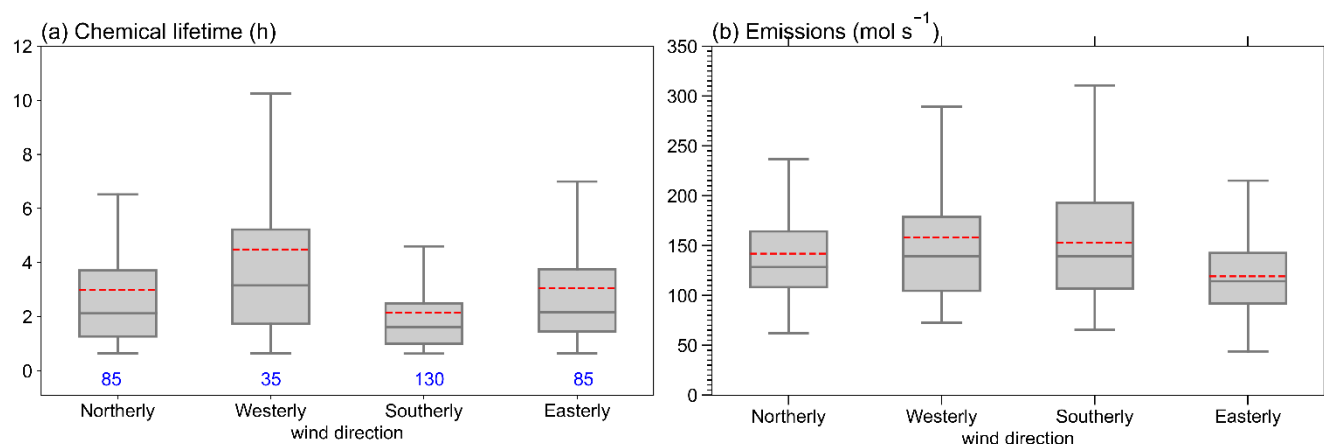 (a) Chemical lifetime (h)
12
10
8
6
4
2
0
85 35 130 85
Northerly Westerly Southerly Easterly
wind direction
(b) Emissions (mol s⁻¹)
350
300
250
200
150
100
50
0
Northerly Westerly Southerly Easterly
wind direction